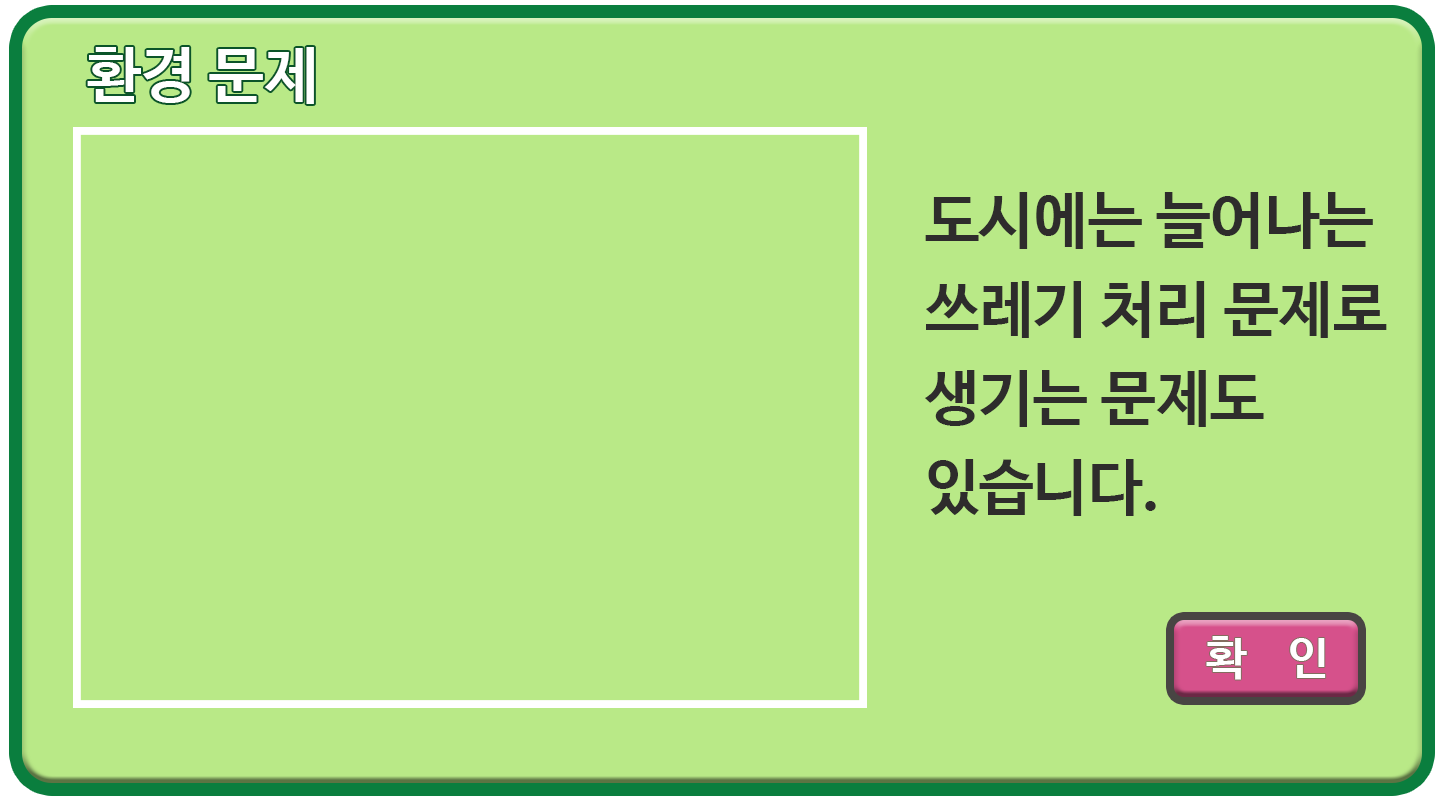 환경 문제
도시에는 늘어나는
쓰레기 처리 문제로
생기는 문제도
있습니다.
확 인